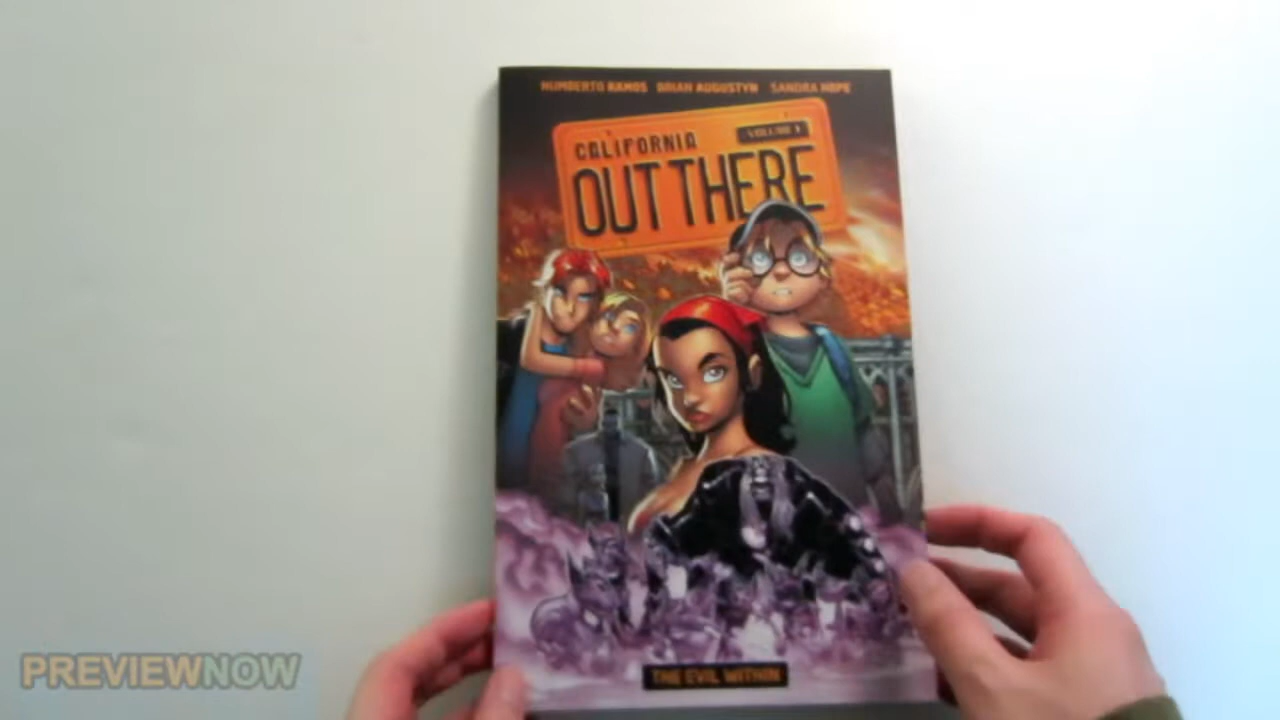 HUMBERTO RAMOS BRIAN AUGUSTYN SANDRA HOPE
CALIFORNIA VOLUME 1
OUT THERE
THE EVIL WITHIN
PREVIEWNOW